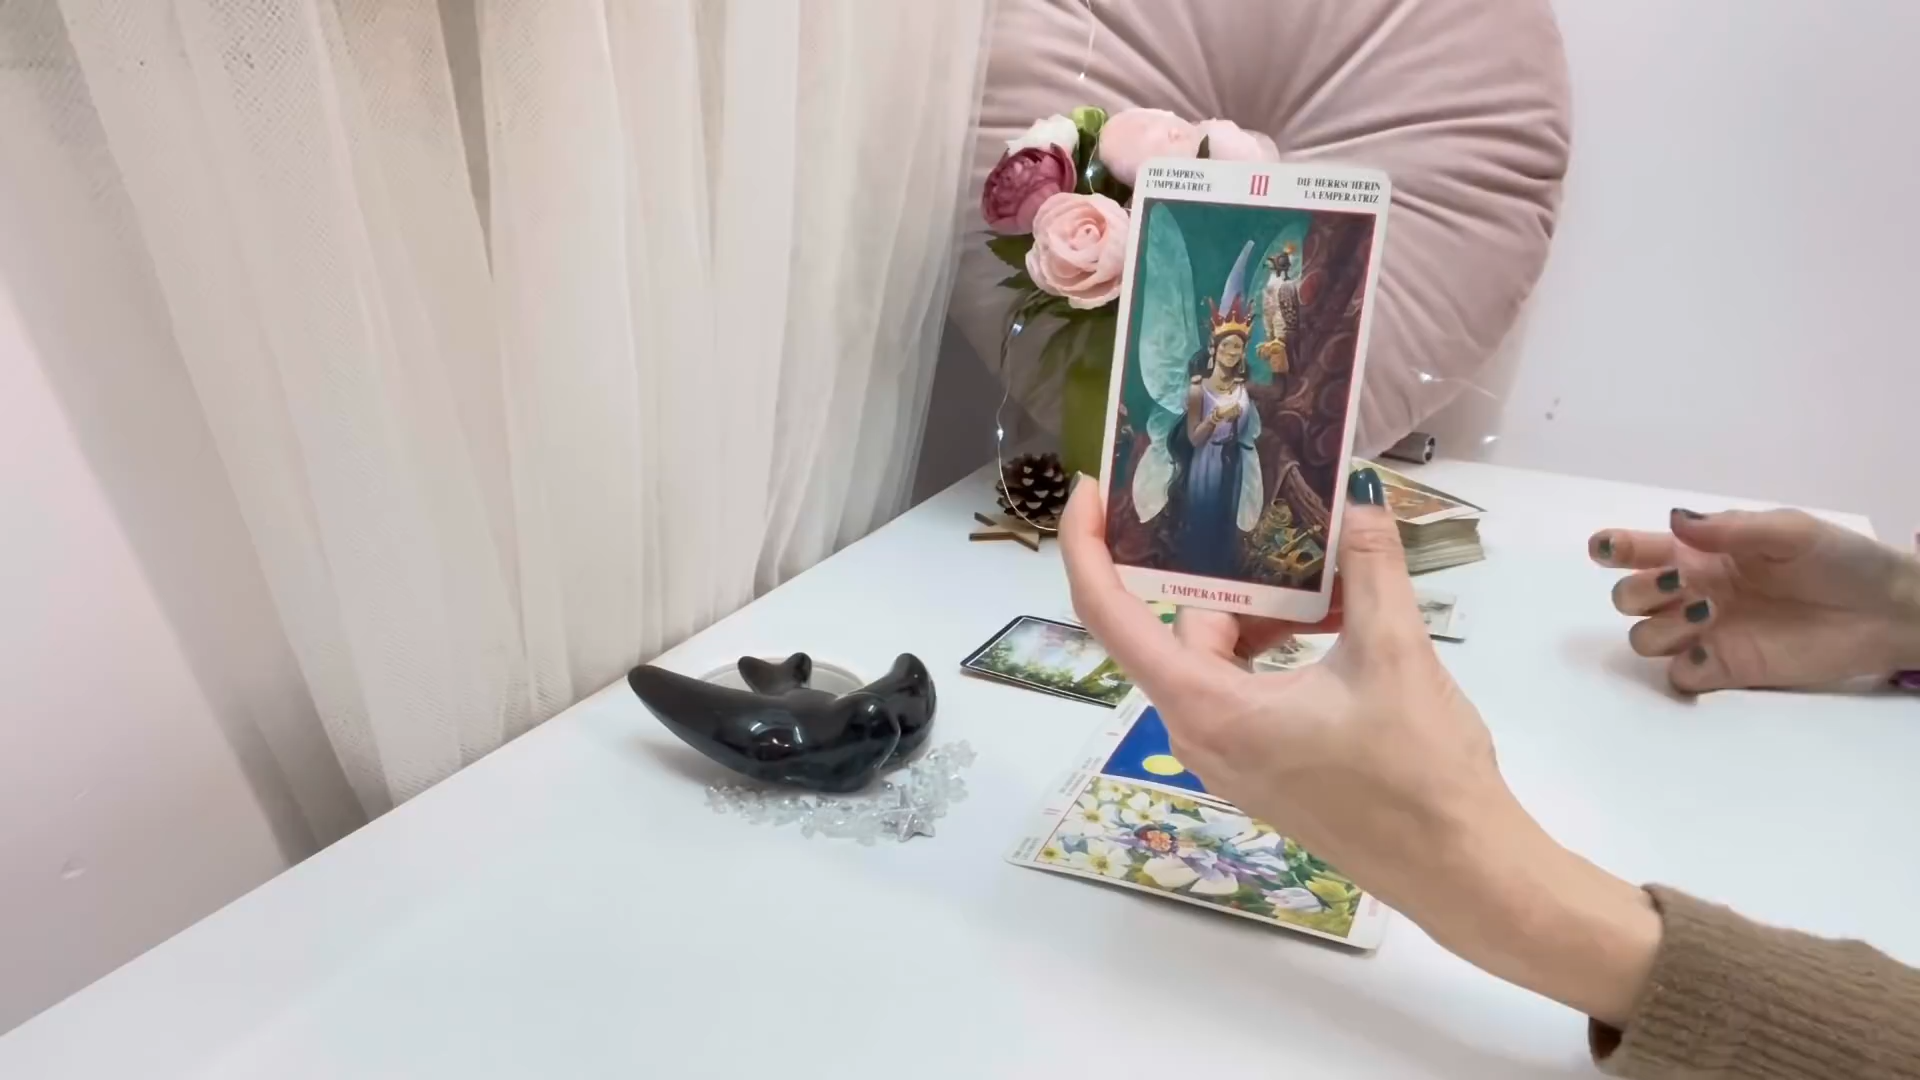 THE EMPRESS
L'IMPERATRICE
III
DIE HERRSCHERIN
LA EMPERATRIZ
L'IMPERATRICE